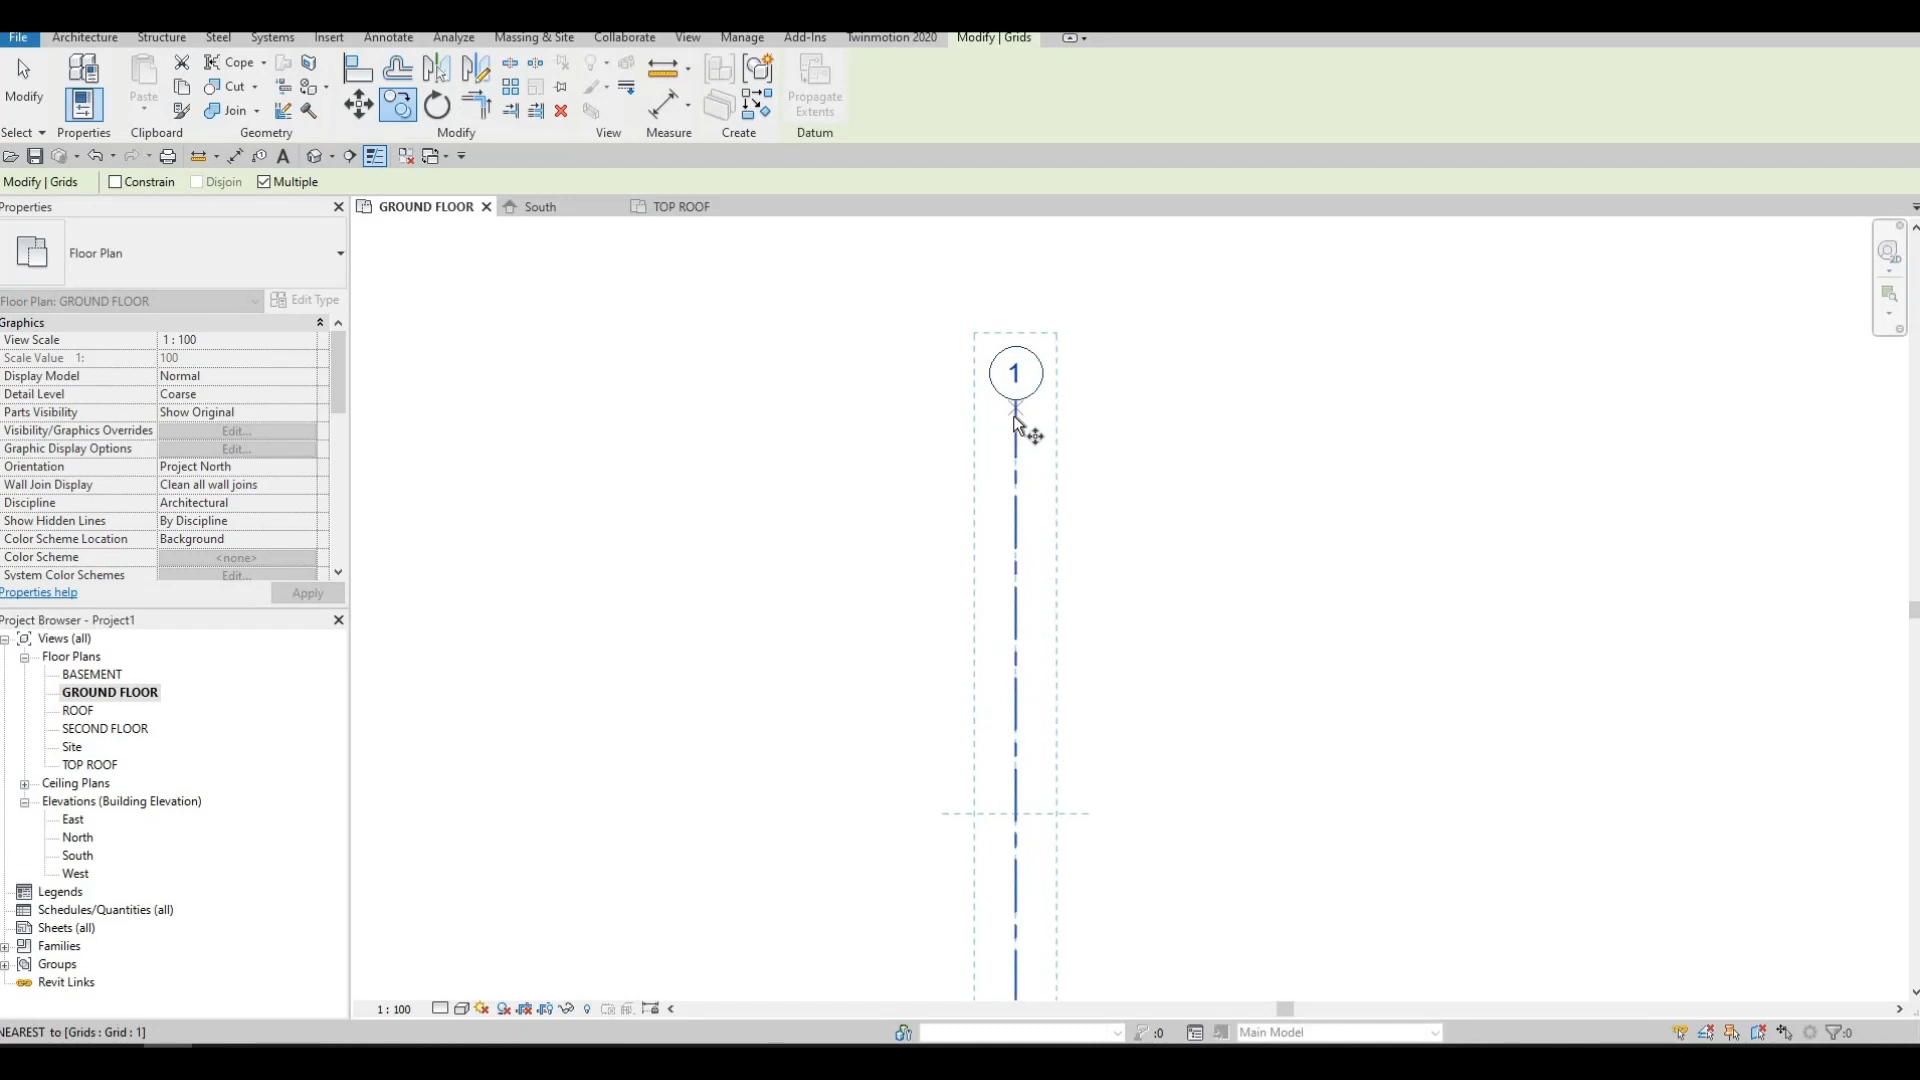 File Architecture Structure Steel Systems Insert Annotate Analyze Massing & Site Collaborate View Manage Add-Ins Twinmotion 2020 Modify | Grids
Modify Paste Cope Cut Join Propagate Extents
Select Properties Clipboard Geometry Modify View Measure Create Datum
Modify | Grids Constrain Disjoin Multiple
Properties GROUND FLOOR South TOP ROOF
2D
Floor Plan
Floor Plan: GROUND FLOOR Edit Type
Graphics
View Scale 1 : 100
Scale Value 1: 100
Display Model Normal
Detail Level Coarse
Parts Visibility Show Original
Visibility/Graphics Overrides Edit...
Graphic Display Options Edit...
Orientation Project North
Wall Join Display Clean all wall joins
Discipline Architectural
Show Hidden Lines By Discipline
Color Scheme Location Background
Color Scheme <none>
System Color Schemes Edit...
Properties help Apply
1
Project Browser - Project1
Views (all)
Floor Plans
BASEMENT
GROUND FLOOR
ROOF
SECOND FLOOR
Site
TOP ROOF
Ceiling Plans
Elevations (Building Elevation)
East
North
South
West
Legends
Schedules/Quantities (all)
Sheets (all)
Families
Groups
Revit Links
1 : 100
NEAREST to [Grids : Grid : 1] :0 Main Model :0